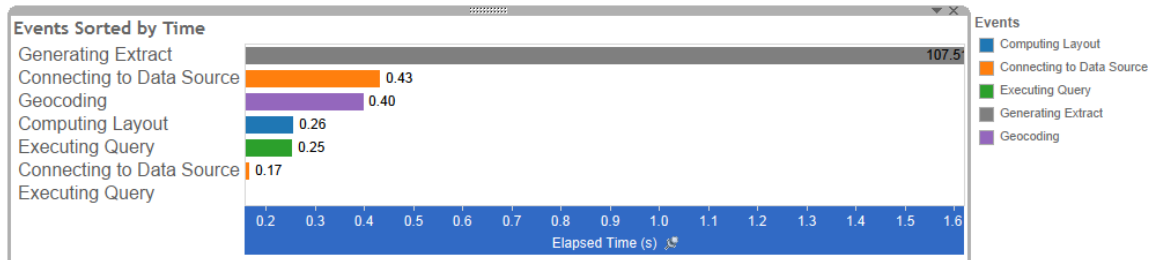 Events Sorted by Time
Generating Extract 107.51
Connecting to Data Source 0.43
Geocoding 0.40
Computing Layout 0.26
Executing Query 0.25
Connecting to Data Source 0.17
Executing Query
0.2 0.3 0.4 0.5 0.6 0.7 0.8 0.9 1.0 1.1 1.2 1.3 1.4 1.5 1.6
Elapsed Time (s)
Events
Computing Layout
Connecting to Data Source
Executing Query
Generating Extract
Geocoding